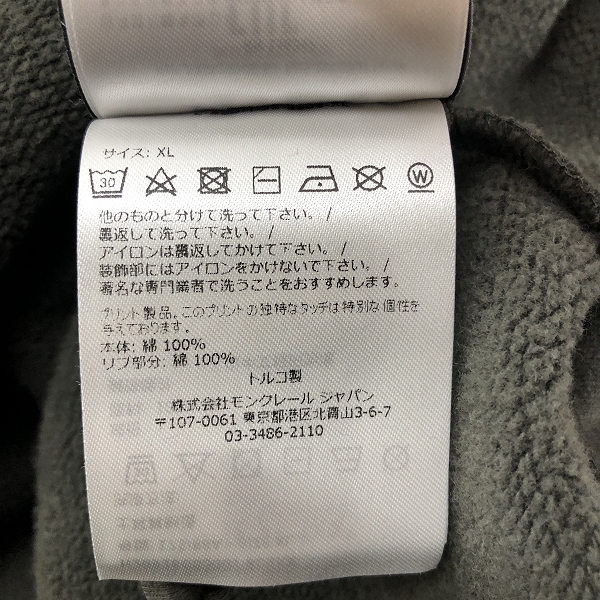 サイズ: XL
30
W
他のものと分けて洗って下さい。 /
裏返して洗って下さい。 /
アイロンは裏返してかけて下さい。 /
装飾部にはアイロンをかけないで下さい。 /
著名な専門業者で洗うことをおすすめします。
プリント製品。このプリントの独特なタッチは特別な個性を
与えております。
本体: 綿 100%
リブ部分: 綿 100%
トルコ製
株式会社モンクレール ジャパン
〒107-0061 東京都港区北青山3-6-7
03-3486-2110